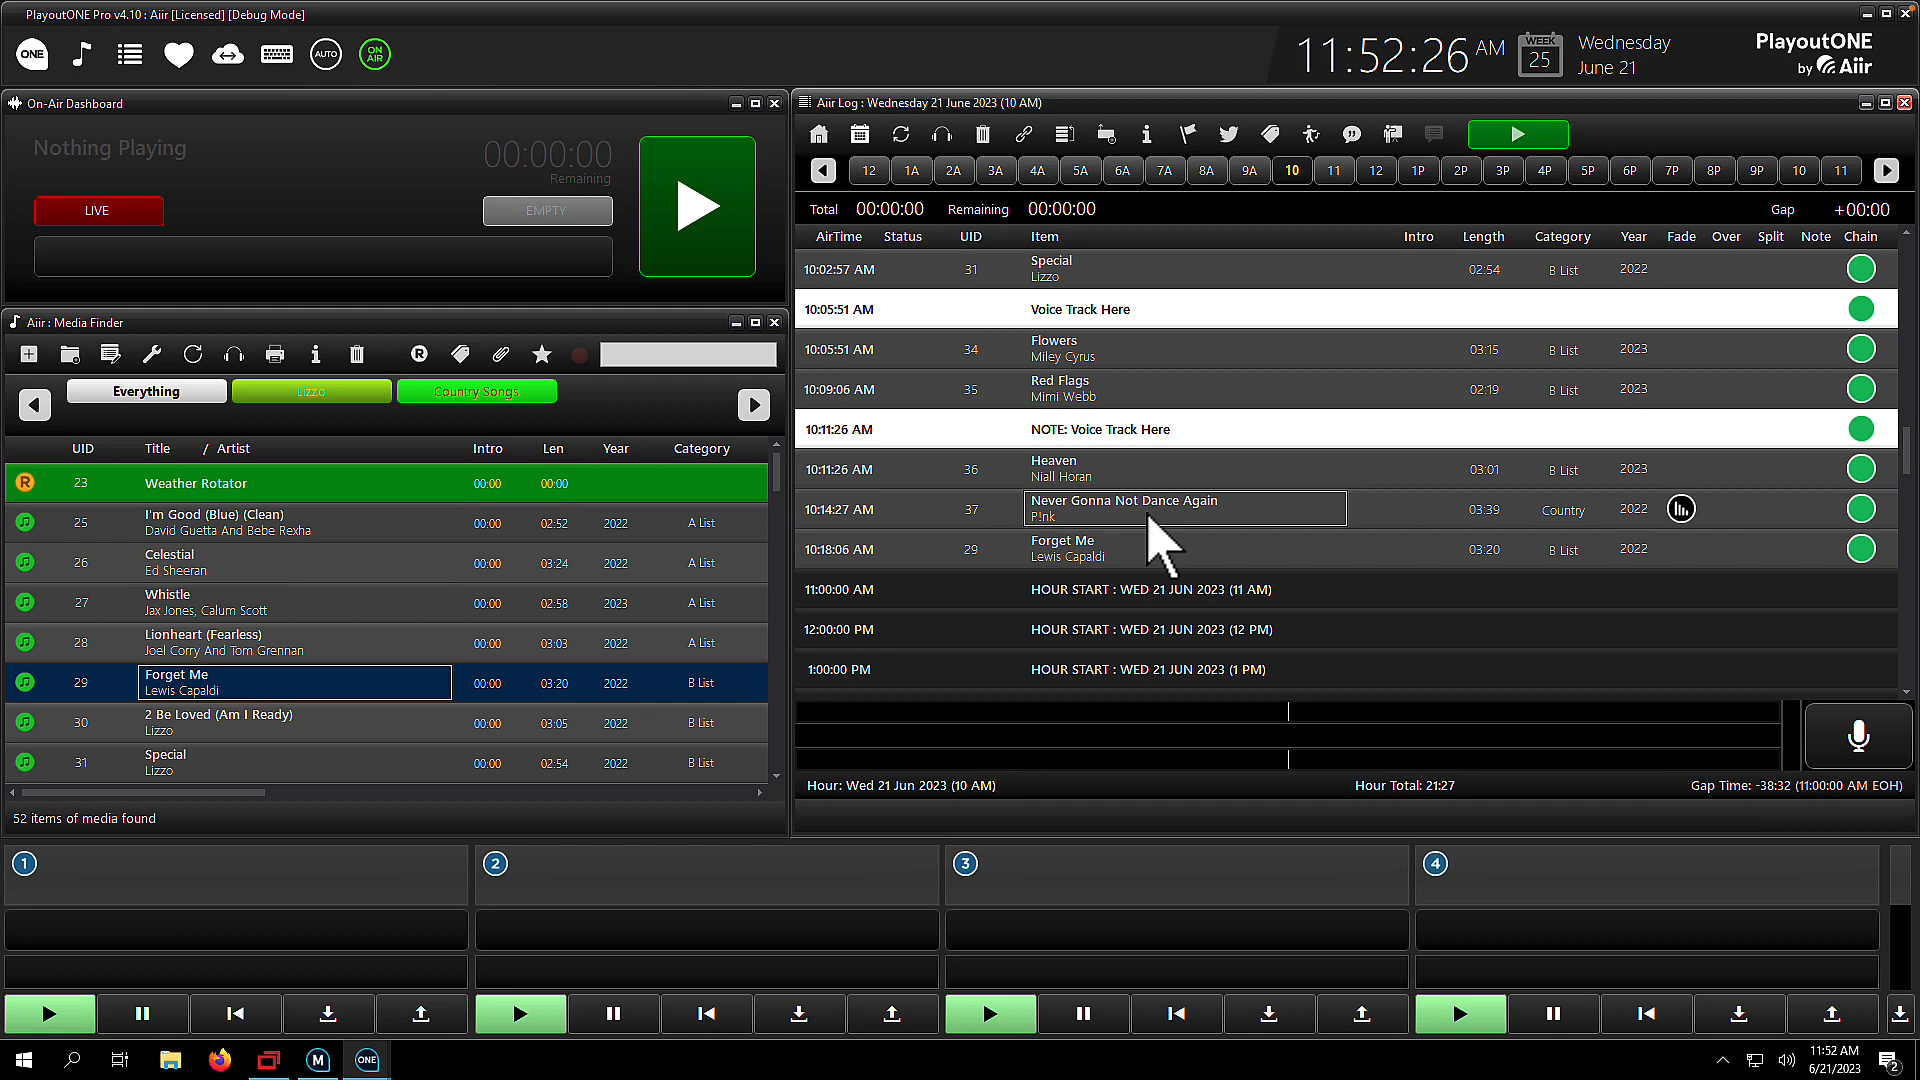 PlayoutONE Pro v4.10 : Aiir [Licensed] [Debug Mode]
ONE
AUTO
ON AIR
11:52:26 AM
WEEK
25
Wednesday
June 21
PlayoutONE
by Aiir
On-Air Dashboard
Nothing Playing
00:00:00
Remaining
LIVE
EMPTY
Aiir : Media Finder
R
Everything
Lizzo
Country Songs
UID Title / Artist Intro Len Year Category
R 23 Weather Rotator 00:00 00:00
I'm Good (Blue) (Clean)
25 00:00 02:52 2022 A List
David Guetta And Bebe Rexha
Celestial
26 00:00 03:24 2022 A List
Ed Sheeran
Whistle
27 00:00 02:58 2023 A List
Jax Jones, Calum Scott
Lionheart (Fearless)
28 00:00 03:03 2022 A List
Joel Corry And Tom Grennan
Forget Me
29 00:00 03:20 2022 B List
Lewis Capaldi
2 Be Loved (Am I Ready)
30 00:00 03:05 2022 B List
Lizzo
Special
31 00:00 02:54 2022 B List
Lizzo
52 items of media found
Aiir Log : Wednesday 21 June 2023 (10 AM)
12 1A 2A 3A 4A 5A 6A 7A 8A 9A 10 11 12 1P 2P 3P 4P 5P 6P 7P 8P 9P 10 11
Total 00:00:00 Remaining 00:00:00 Gap +00:00
AirTime Status UID Item Intro Length Category Year Fade Over Split Note Chain
Special
10:02:57 AM 31 02:54 B List 2022
Lizzo
10:05:51 AM Voice Track Here
Flowers
10:05:51 AM 34 03:15 B List 2023
Miley Cyrus
Red Flags
10:09:06 AM 35 02:19 B List 2023
Mimi Webb
10:11:26 AM NOTE: Voice Track Here
Heaven
10:11:26 AM 36 03:01 B List 2023
Niall Horan
Never Gonna Not Dance Again
10:14:27 AM 37 03:39 Country 2022
P!nk
Forget Me
10:18:06 AM 29 03:20 B List 2022
Lewis Capaldi
11:00:00 AM HOUR START : WED 21 JUN 2023 (11 AM)
12:00:00 PM HOUR START : WED 21 JUN 2023 (12 PM)
1:00:00 PM HOUR START : WED 21 JUN 2023 (1 PM)
Hour: Wed 21 Jun 2023 (10 AM) Hour Total: 21:27 Gap Time: -38:32 (11:00:00 AM EOH)
1 2 3 4
M ONE
11:52 AM
6/21/2023
2